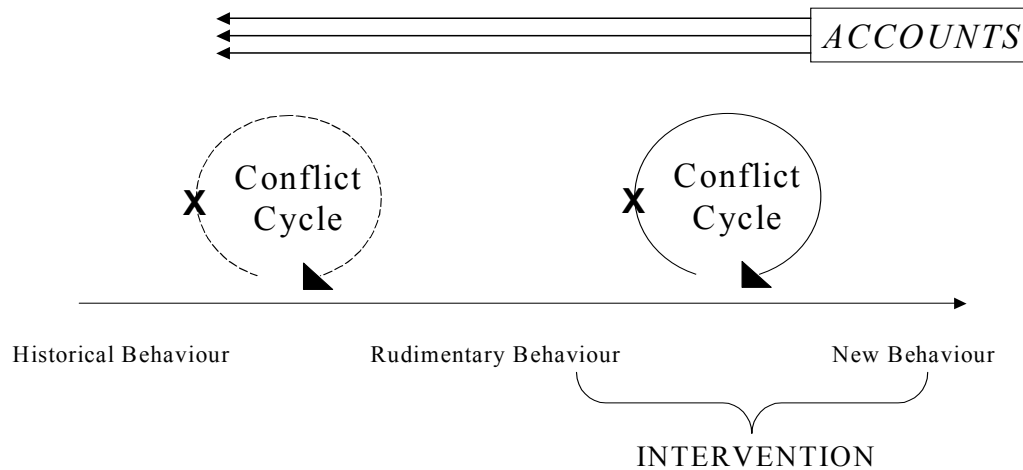 ACCOUNTS
Conflict
Cycle
X
Conflict
Cycle
X
Historical Behaviour
Rudimentary Behaviour
New Behaviour
INTERVENTION